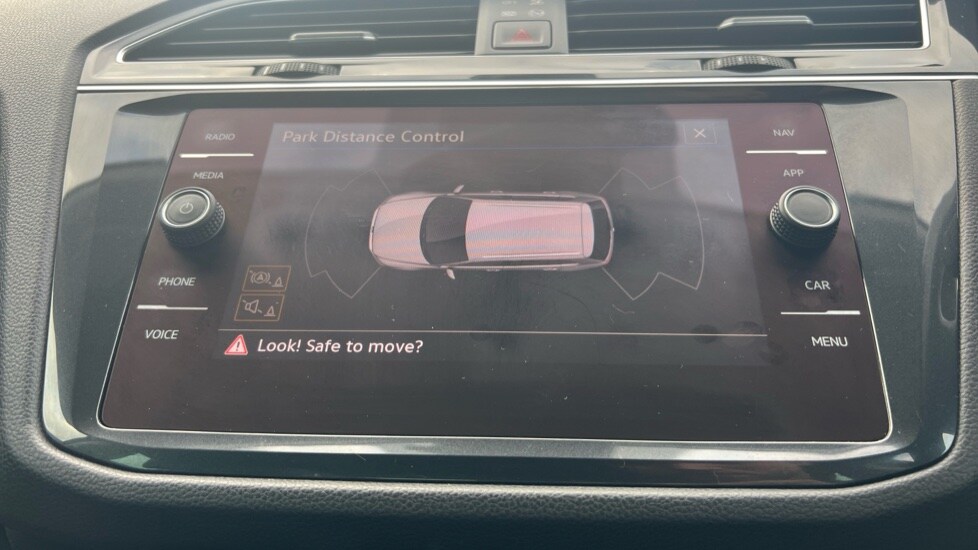 RADIO
Park Distance Control
NAV
MEDIA
APP
PHONE
CAR
VOICE
Look! Safe to move?
MENU